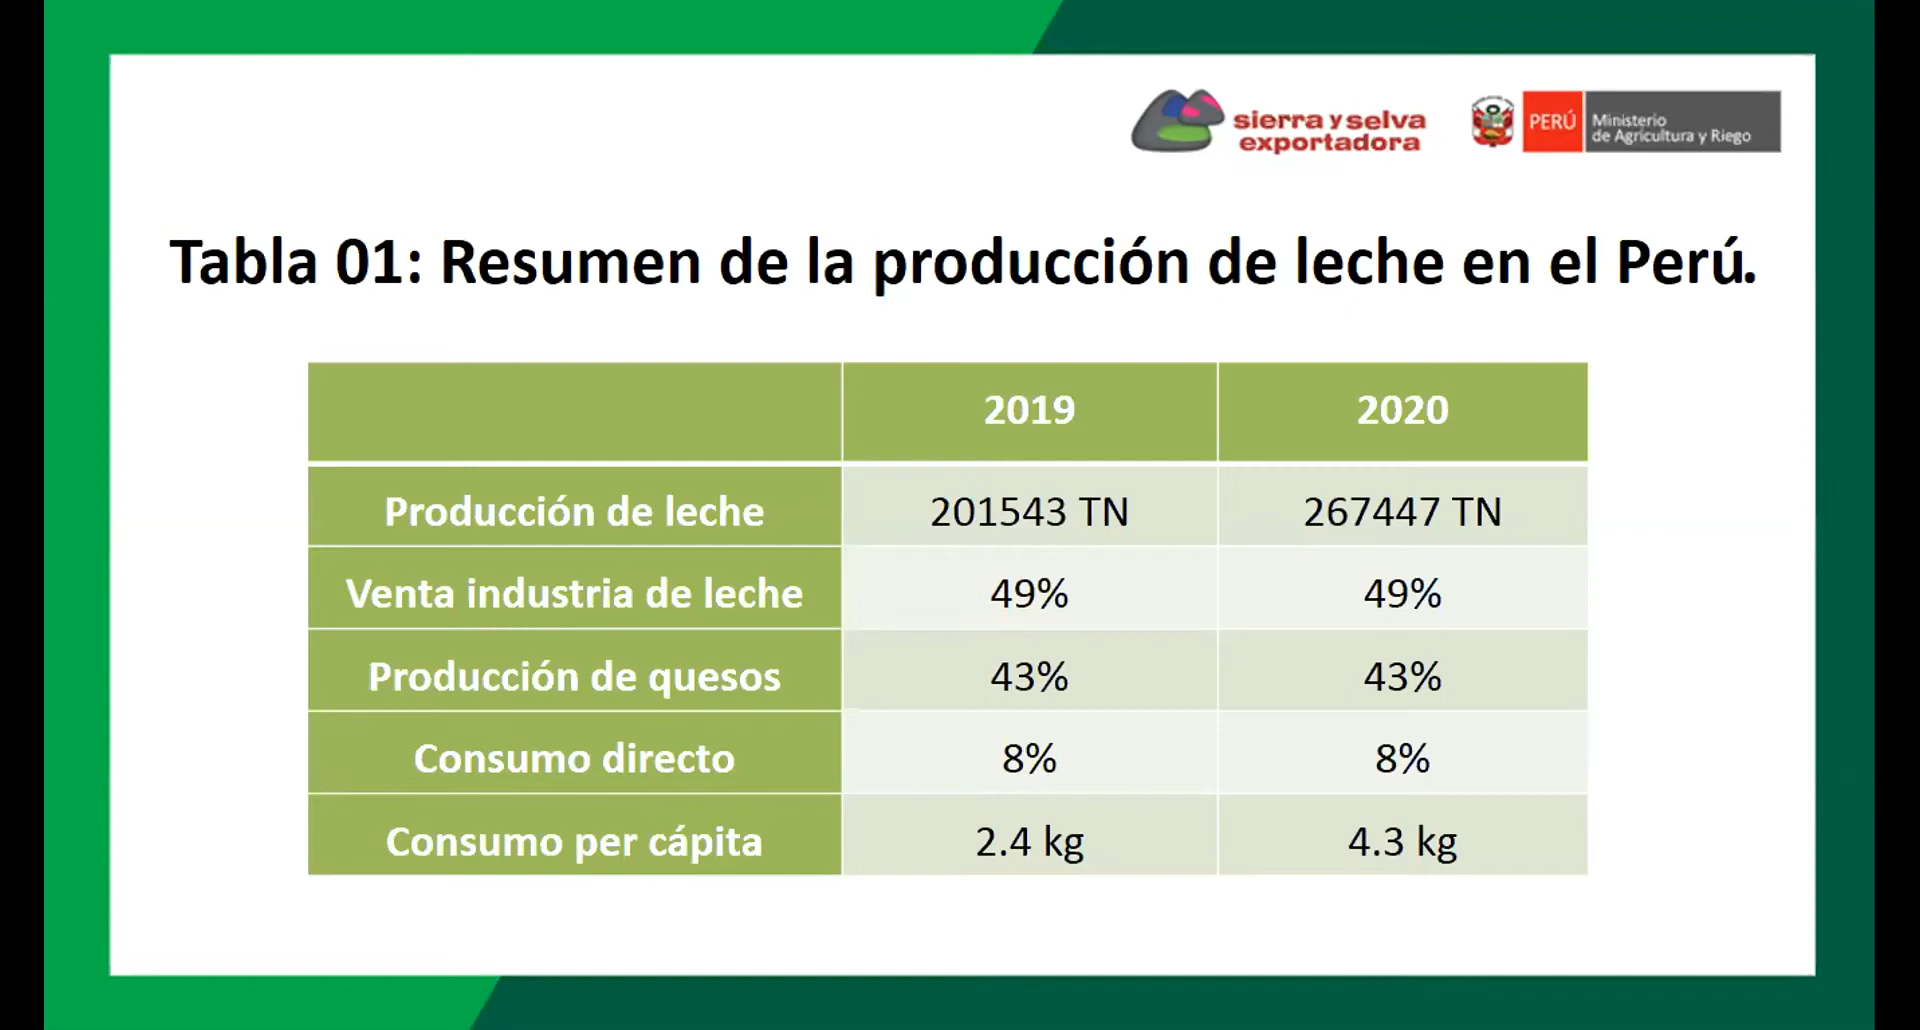 sierra y selva
exportadora
PERÚ
Ministerio
de Agricultura y Riego
Tabla 01: Resumen de la producción de leche en el Perú.
2019 2020
Producción de leche 201543 TN 267447 TN
Venta industria de leche 49% 49%
Producción de quesos 43% 43%
Consumo directo 8% 8%
Consumo per cápita 2.4 kg 4.3 kg